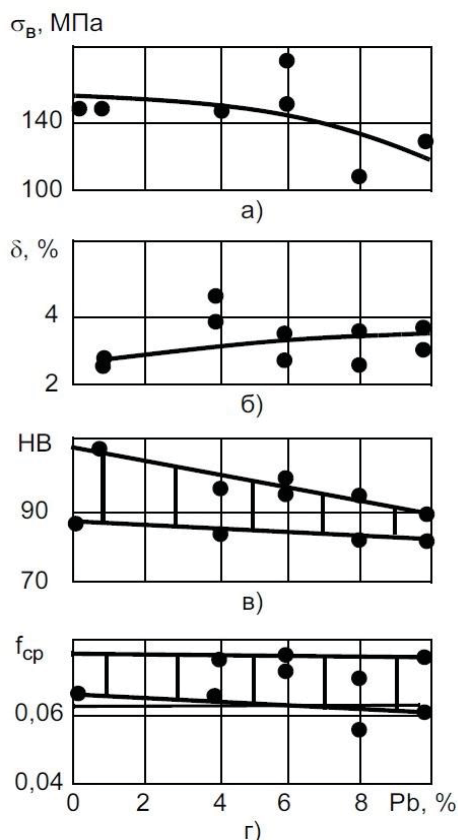 σв, МПа
140
100
а)
δ, %
4
2
б)
НВ
90
70
в)
fср
0,06
0,04
0 2 4 6 8 Pb, %
г)